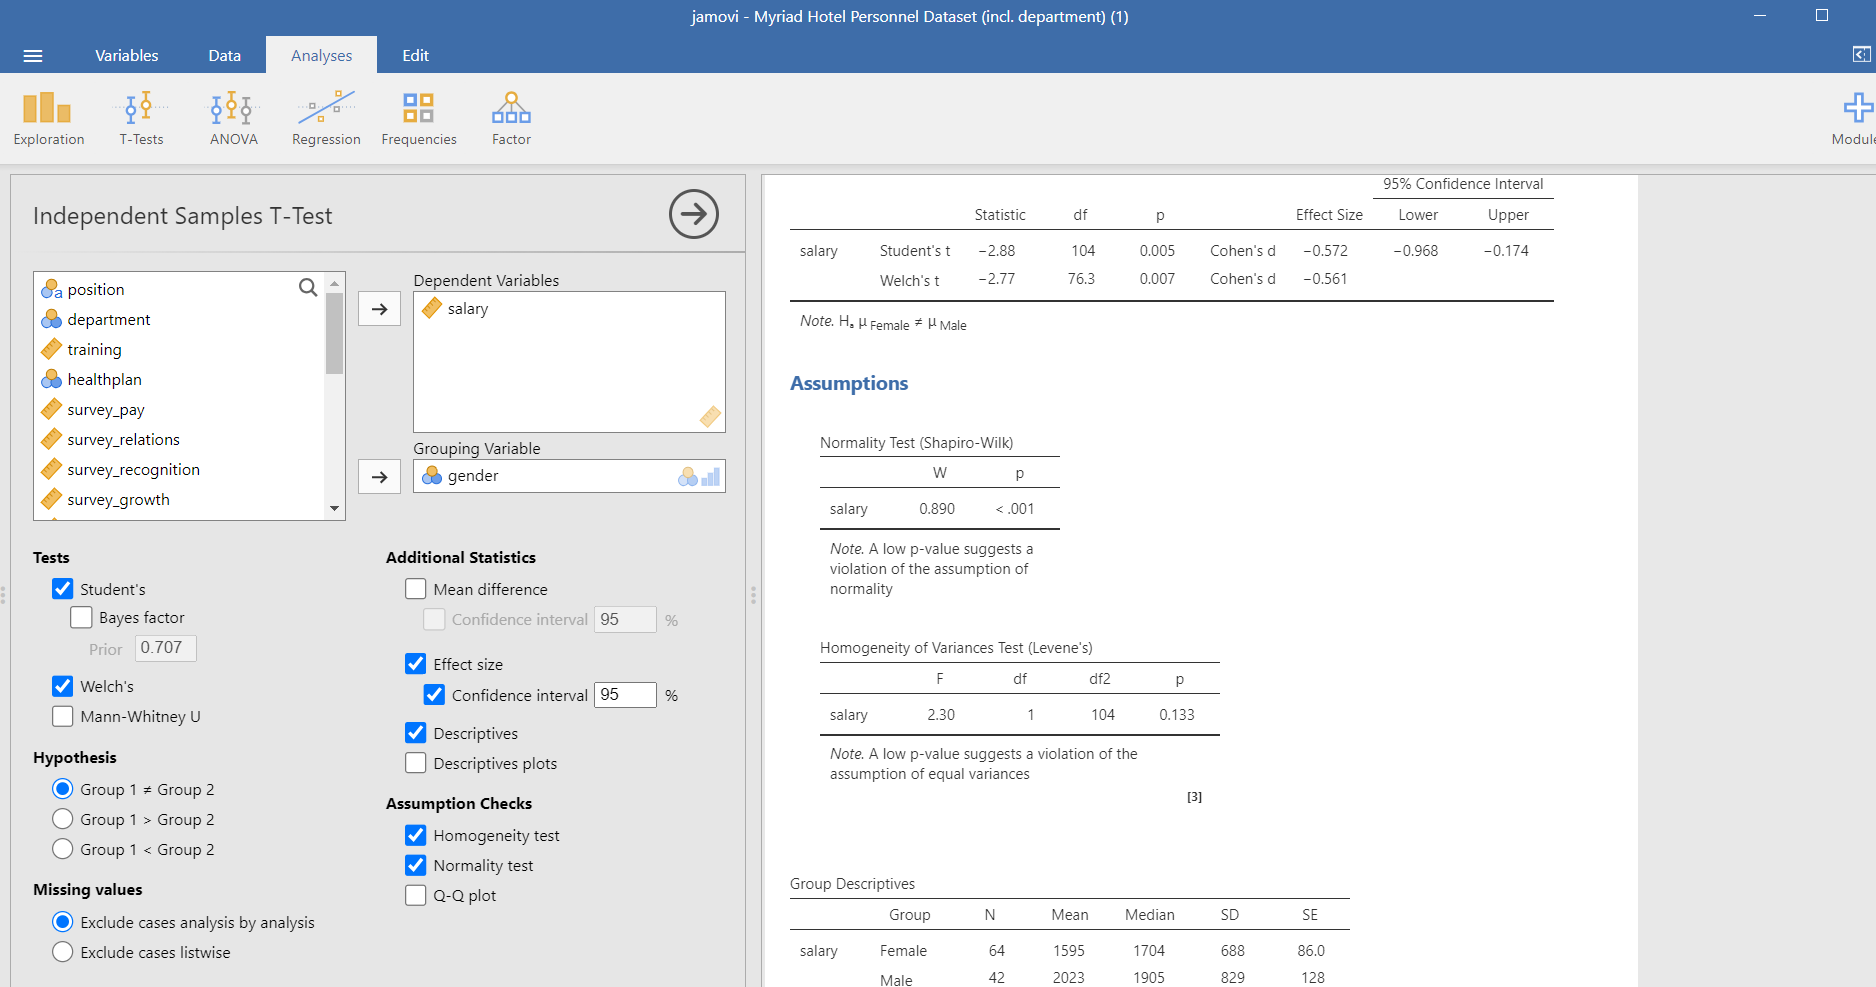 jamovi - Myriad Hotel Personnel Dataset (incl. department) (1)
Variables Data Analyses Edit
Exploration T-Tests ANOVA Regression Frequencies Factor Module
Independent Samples T-Test
position
department
training
healthplan
survey_pay
survey_relations
survey_recognition
survey_growth
Dependent Variables
salary
Grouping Variable
gender
Tests
Student's
Bayes factor
Prior 0.707
Welch's
Mann-Whitney U
Hypothesis
Group 1 ≠ Group 2
Group 1 > Group 2
Group 1 < Group 2
Missing values
Exclude cases analysis by analysis
Exclude cases listwise
Additional Statistics
Mean difference
Confidence interval 95 %
Effect size
Confidence interval 95 %
Descriptives
Descriptives plots
Assumption Checks
Homogeneity test
Normality test
Q-Q plot
95% Confidence Interval
Statistic df p Effect Size Lower Upper
salary Student's t −2.88 104 0.005 Cohen's d −0.572 −0.968 −0.174
Welch's t −2.77 76.3 0.007 Cohen's d −0.561
Note. Hₐ μ Female ≠ μ Male
Assumptions
Normality Test (Shapiro-Wilk)
W p
salary 0.890 < .001
Note. A low p-value suggests a
violation of the assumption of
normality
Homogeneity of Variances Test (Levene's)
F df df2 p
salary 2.30 1 104 0.133
Note. A low p-value suggests a violation of the
assumption of equal variances
[3]
Group Descriptives
Group N Mean Median SD SE
salary Female 64 1595 1704 688 86.0
Male 42 2023 1905 829 128